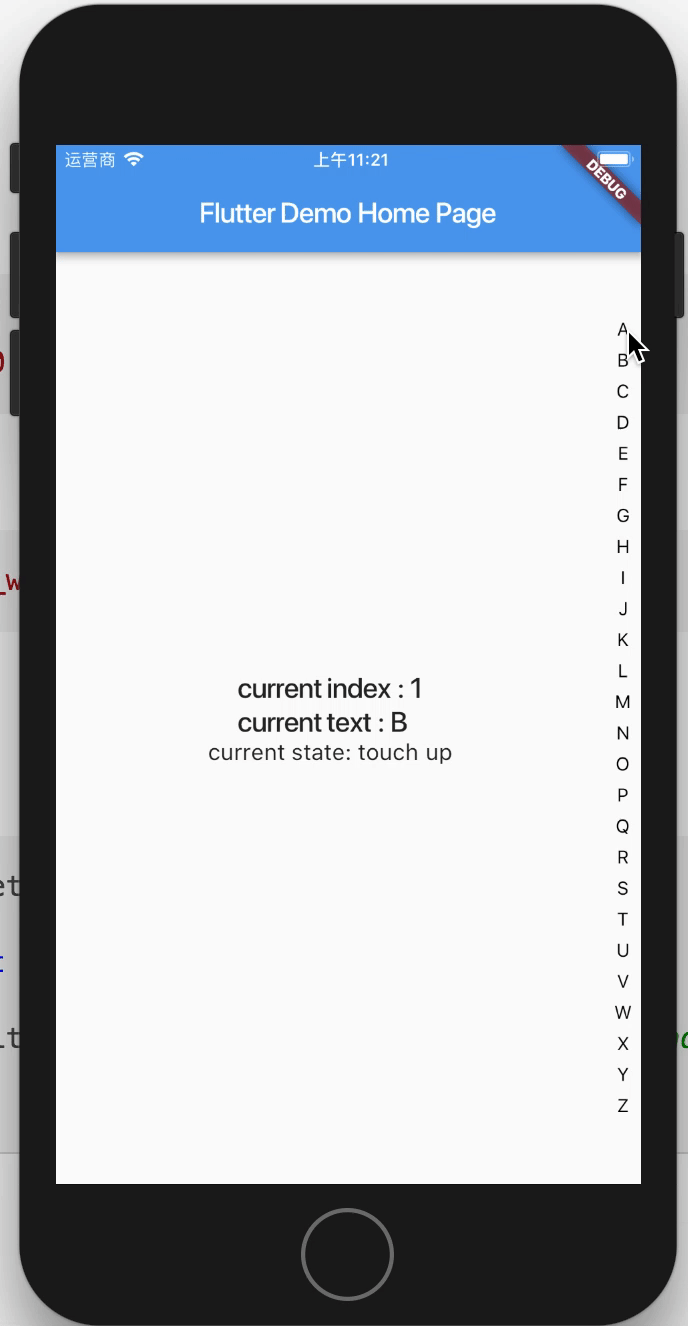 运营商
上午11:21
DEBUG
Flutter Demo Home Page
A
B
C
D
E
F
G
H
I
J
K
L
current index : 1
M
current text : B
N
current state: touch up
O
P
Q
R
S
T
U
V
W
X
Y
Z